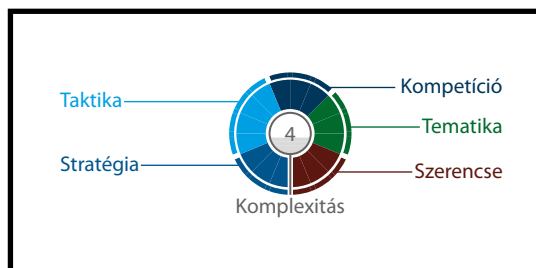 Kompetíció
Taktika
Tematika
4
Stratégia
Szerencse
Komplexitás